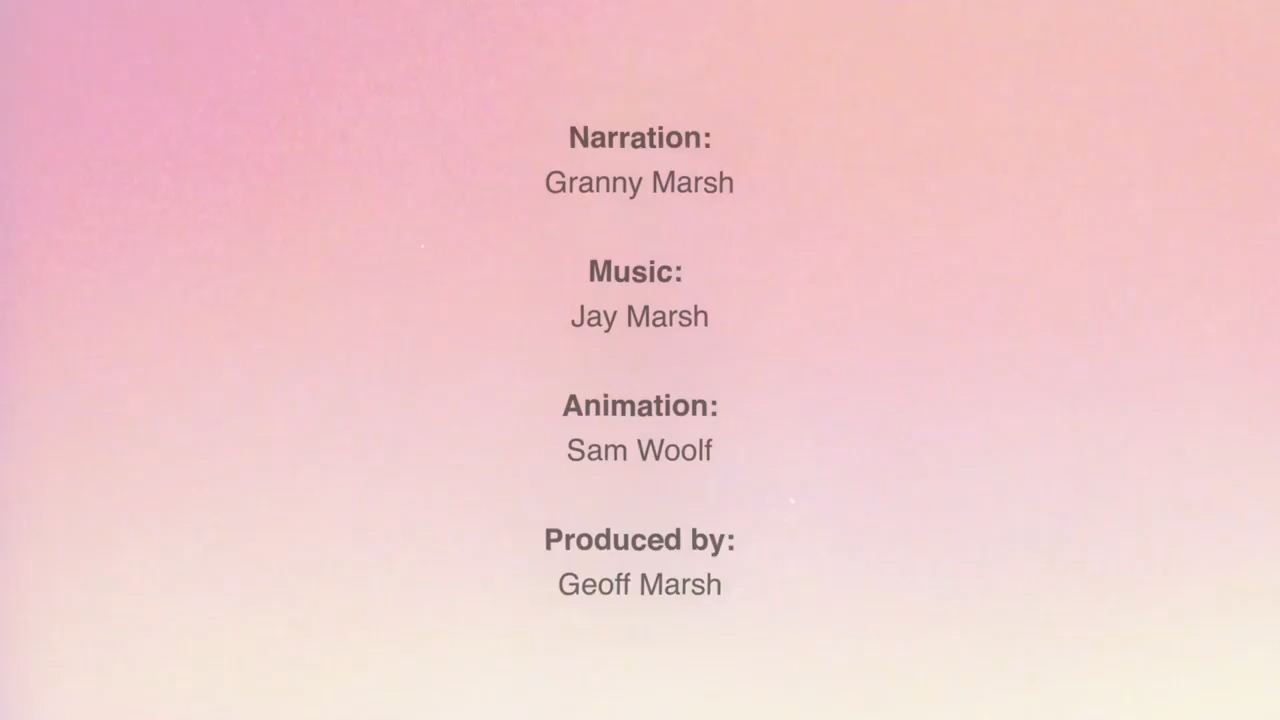 Narration:
Granny Marsh
Music:
Jay Marsh
Animation:
Sam Woolf
Produced by:
Geoff Marsh